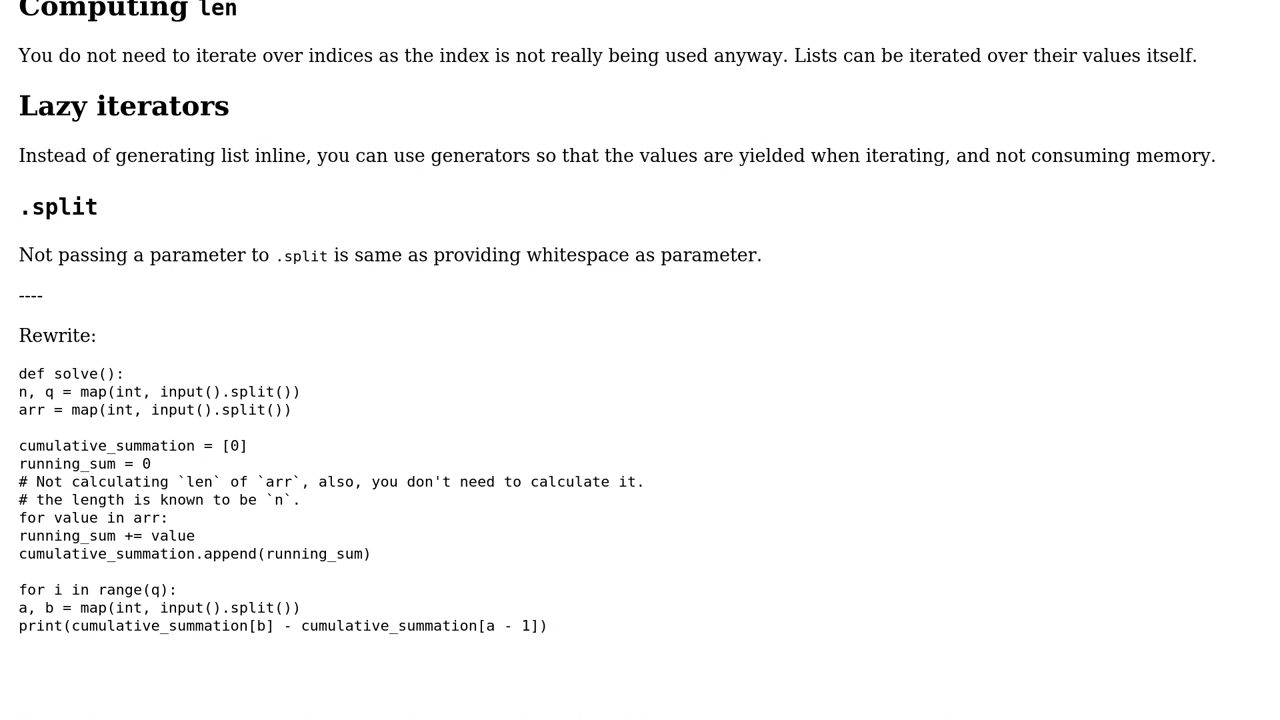 Computing len
You do not need to iterate over indices as the index is not really being used anyway. Lists can be iterated over their values itself.
Lazy iterators
Instead of generating list inline, you can use generators so that the values are yielded when iterating, and not consuming memory.
.split
Not passing a parameter to .split is same as providing whitespace as parameter.
----
Rewrite:
def solve():
n, q = map(int, input().split())
arr = map(int, input().split())
cumulative_summation = [0]
running_sum = 0
# Not calculating `len` of `arr`, also, you don't need to calculate it.
# the length is known to be `n`.
for value in arr:
running_sum += value
cumulative_summation.append(running_sum)
for i in range(q):
a, b = map(int, input().split())
print(cumulative_summation[b] - cumulative_summation[a - 1])